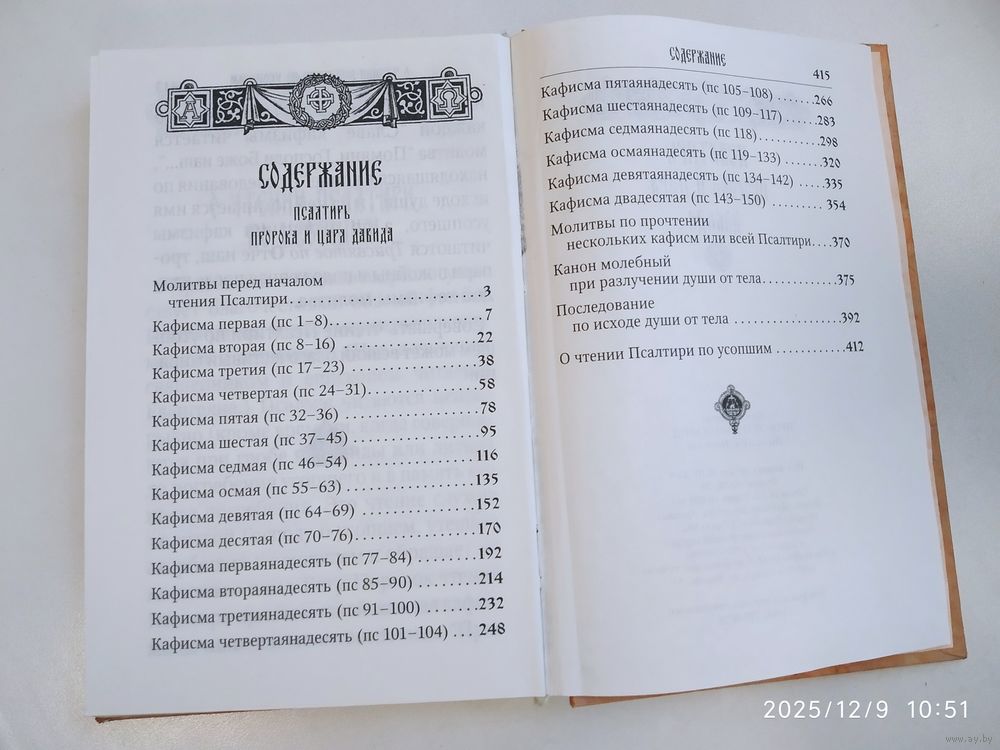 СОДЕРЖАНИЕ
ПСАЛТИРЬ
ПРОРОКА И ЦАРЯ ДАВИДА
Молитвы перед началом
чтения Псалтири........................3
Кафисма первая (пс 1–8)....................7
Кафисма вторая (пс 8–16) .................22
Кафисма третия (пс 17–23) ................38
Кафисма четвертая (пс 24–31)..............58
Кафисма пятая (пс 32–36) .................78
Кафисма шестая (пс 37–45) ................95
Кафисма седмая (пс 46–54) ...............116
Кафисма осмая (пс 55–63) ................135
Кафисма девятая (пс 64–69) ..............152
Кафисма десятая (пс 70–76)...............170
Кафисма перваянадесять (пс 77–84) ........192
Кафисма втораянадесять (пс 85–90) ........214
Кафисма третиянадесять (пс 91–100) .......232
Кафисма четвертаянадесять (пс 101–104) ... 248
СОДЕРЖАНИЕ
415
Кафисма пятаянадесять (пс 105–108) .......266
Кафисма шестаянадесять (пс 109–117) .....283
Кафисма седмаянадесять (пс 118)..........298
Кафисма осмаянадесять (пс 119–133) ...... 320
Кафисма девятаянадесять (пс 134–142) .....335
Кафисма двадесятая (пс 143–150) ......... 354
Молитвы по прочтении
нескольких кафисм или всей Псалтири....370
Канон молебный
при разлучении души от тела............375
Последование
по исходе души от тела ................392
О чтении Псалтири по усопшим ...........412
2025/12/9 10:51
www.ay.by